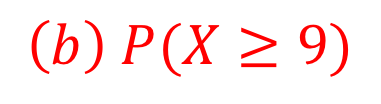 (b) P(X ≥ 9)